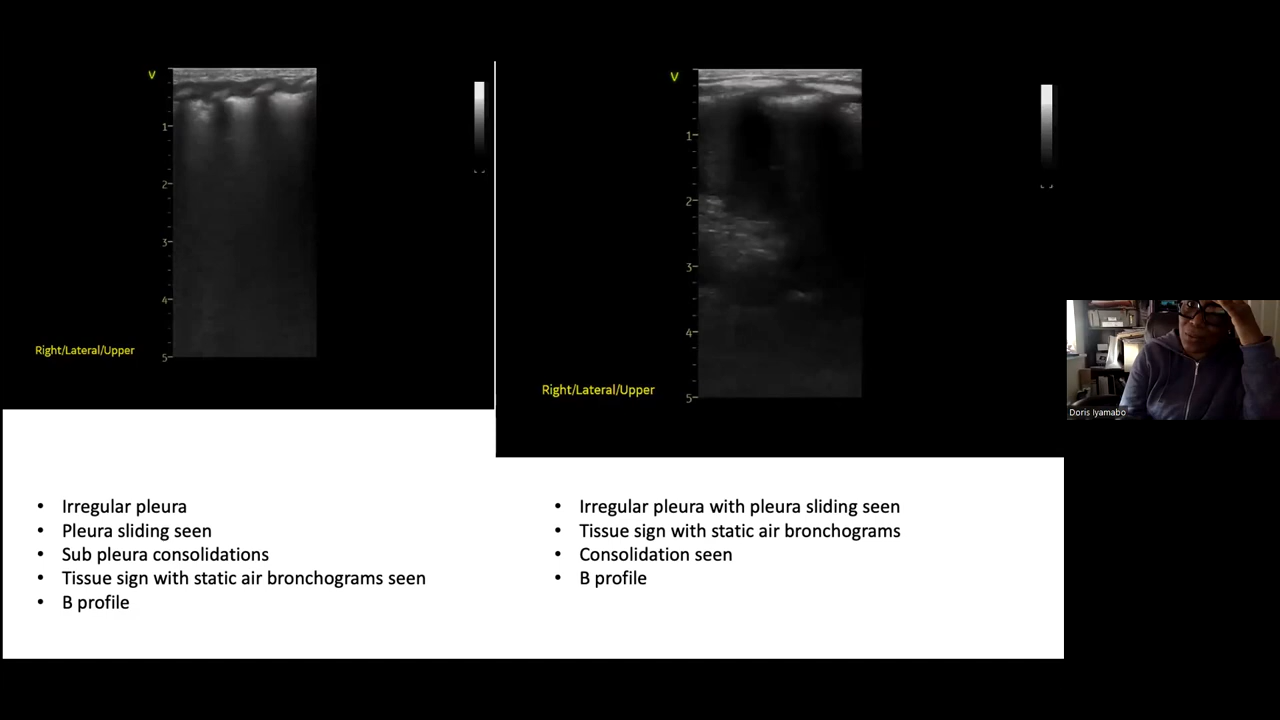 V
1
2
3
4
5
Right/Lateral/Upper
V
1
2
3
4
5
Right/Lateral/Upper
Doris Iyamabo
• Irregular pleura
• Pleura sliding seen
• Sub pleura consolidations
• Tissue sign with static air bronchograms seen
• B profile
• Irregular pleura with pleura sliding seen
• Tissue sign with static air bronchograms
• Consolidation seen
• B profile